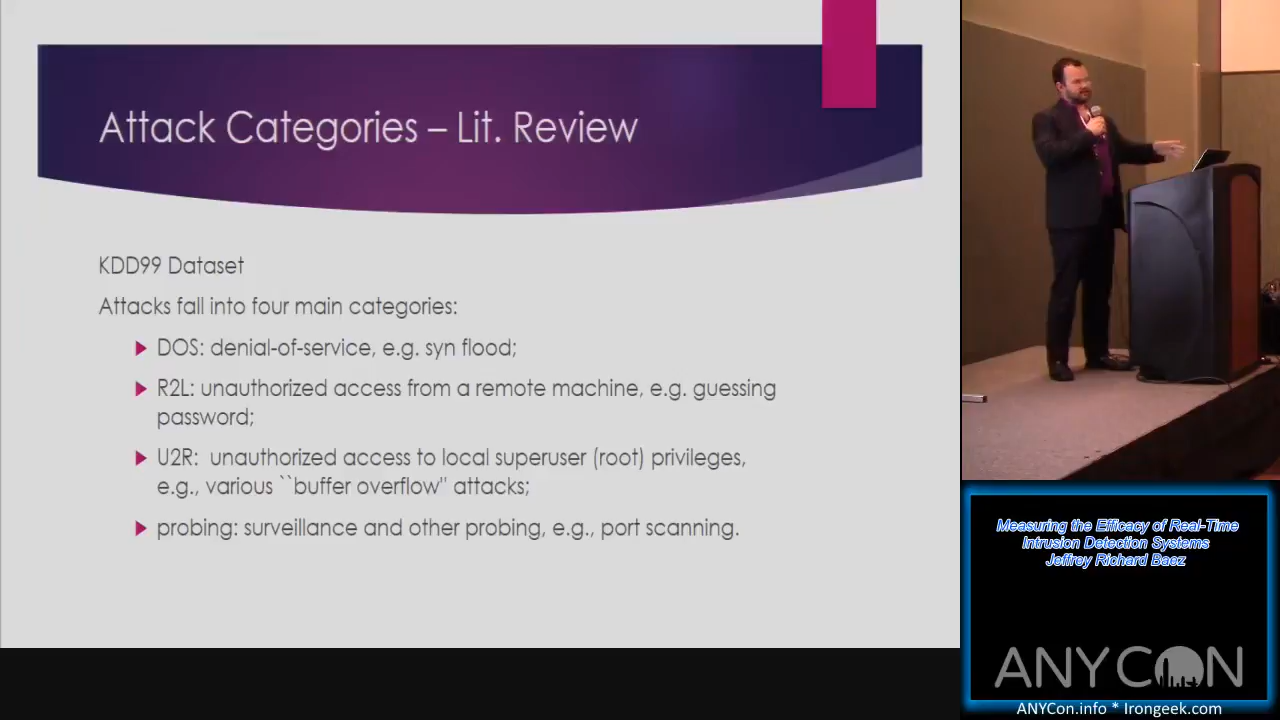 Attack Categories – Lit. Review
KDD99 Dataset
Attacks fall into four main categories:
DOS: denial-of-service, e.g. syn flood;
R2L: unauthorized access from a remote machine, e.g. guessing
password;
U2R:  unauthorized access to local superuser (root) privileges,
e.g., various ``buffer overflow'' attacks;
probing: surveillance and other probing, e.g., port scanning.
Measuring the Efficacy of Real-Time
Intrusion Detection Systems
Jeffrey Richard Baez
ANYCON
ANYCon.info * Irongeek.com